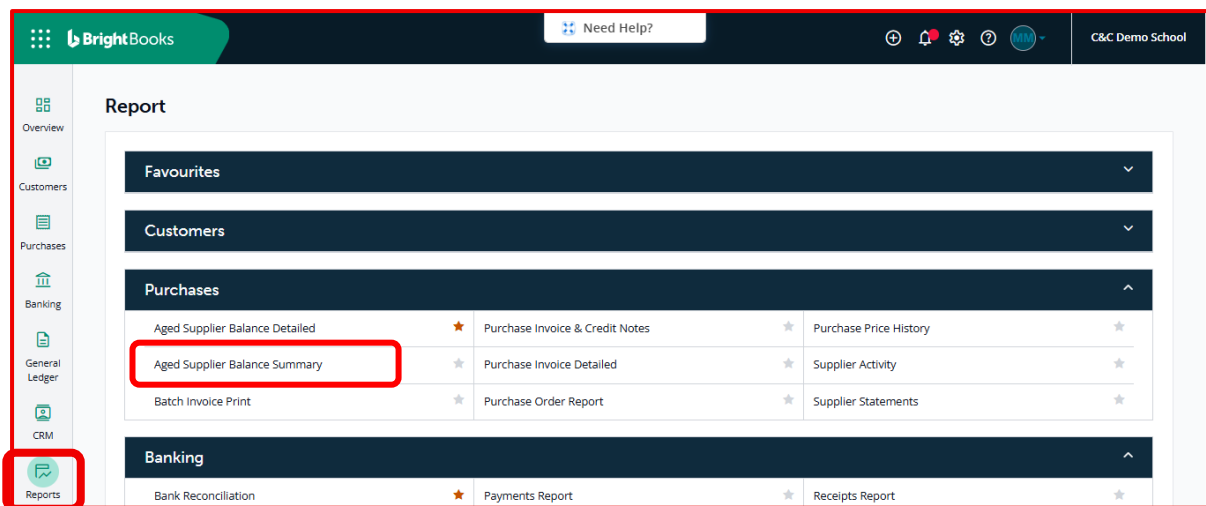 BrightBooks
Need Help?
MM
C&C Demo School
Overview
Customers
Purchases
Banking
General
Ledger
CRM
Reports
Report
Favourites
Customers
Purchases
Aged Supplier Balance Detailed
Purchase Invoice & Credit Notes
Purchase Price History
Aged Supplier Balance Summary
Purchase Invoice Detailed
Supplier Activity
Batch Invoice Print
Purchase Order Report
Supplier Statements
Banking
Bank Reconciliation
Payments Report
Receipts Report